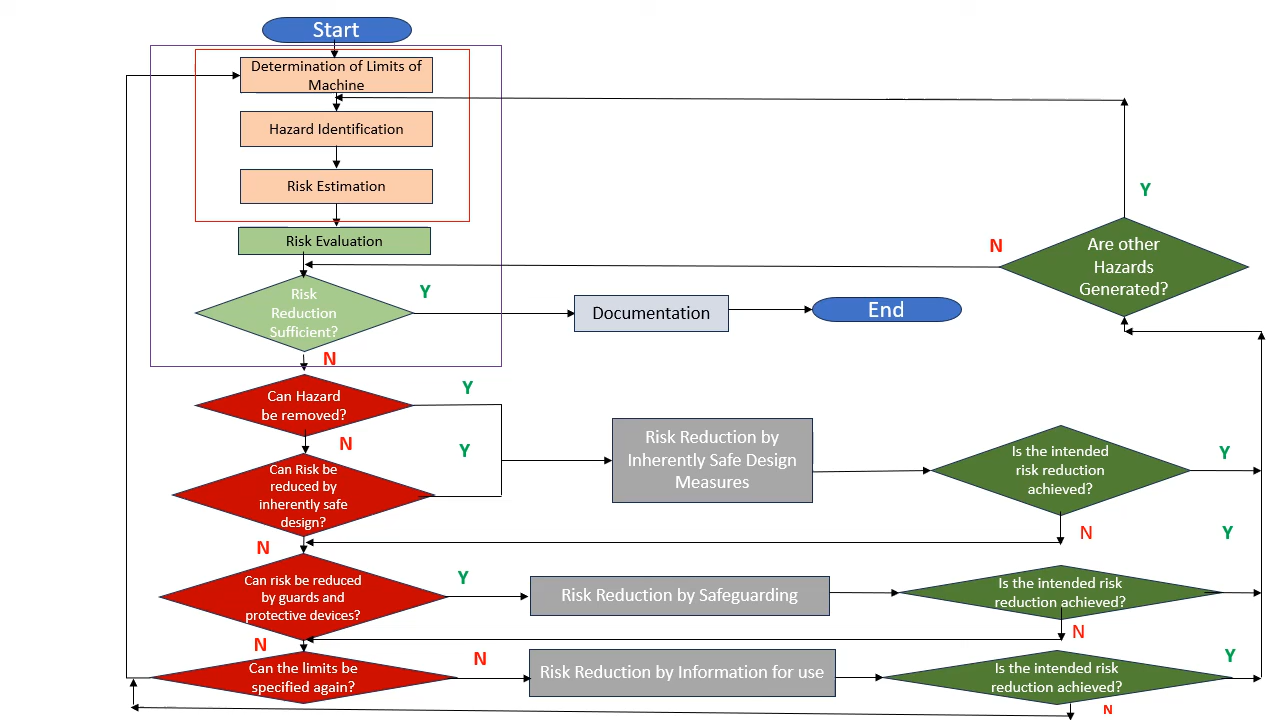 Start
Determination of Limits of
Machine
Hazard Identification
Risk Estimation
Y
Risk Evaluation
N
Are other
Hazards
Generated?
Risk
Reduction
Sufficient?
Y
Documentation
End
N
Can Hazard
be removed?
Y
N
Risk Reduction by
Inherently Safe Design
Measures
Is the intended
risk reduction
achieved?
Y
Can Risk be
reduced by
inherently safe
design?
Y
N
N
Y
Can risk be reduced
by guards and
protective devices?
Y
Risk Reduction by Safeguarding
Is the intended risk
reduction achieved?
N
N
Can the limits be
specified again?
N
Risk Reduction by Information for use
Is the intended risk
reduction achieved?
Y
N